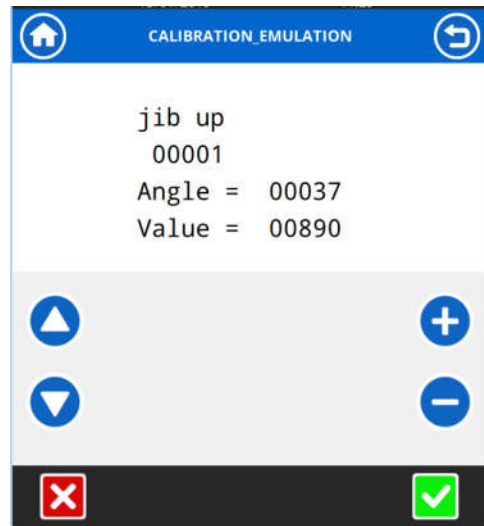 CALIBRATION_EMULATION
jib up
00001
Angle = 00037
Value = 00890